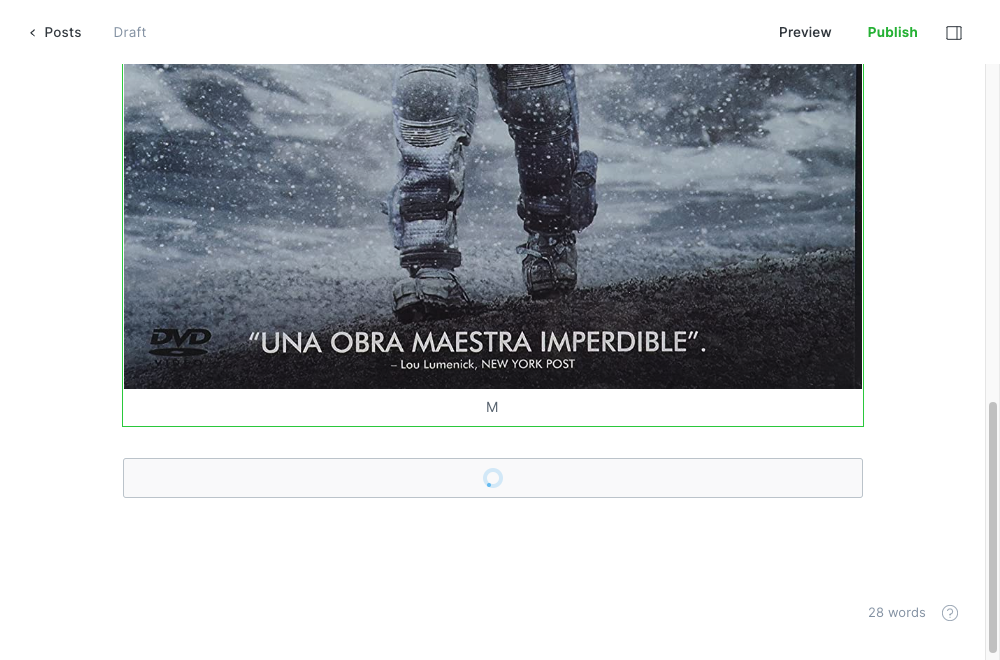 Posts
Draft
Preview
Publish
DVD
VIDEO
“UNA OBRA MAESTRA IMPERDIBLE”.
– Lou Lumenick, NEW YORK POST
M
28 words
?